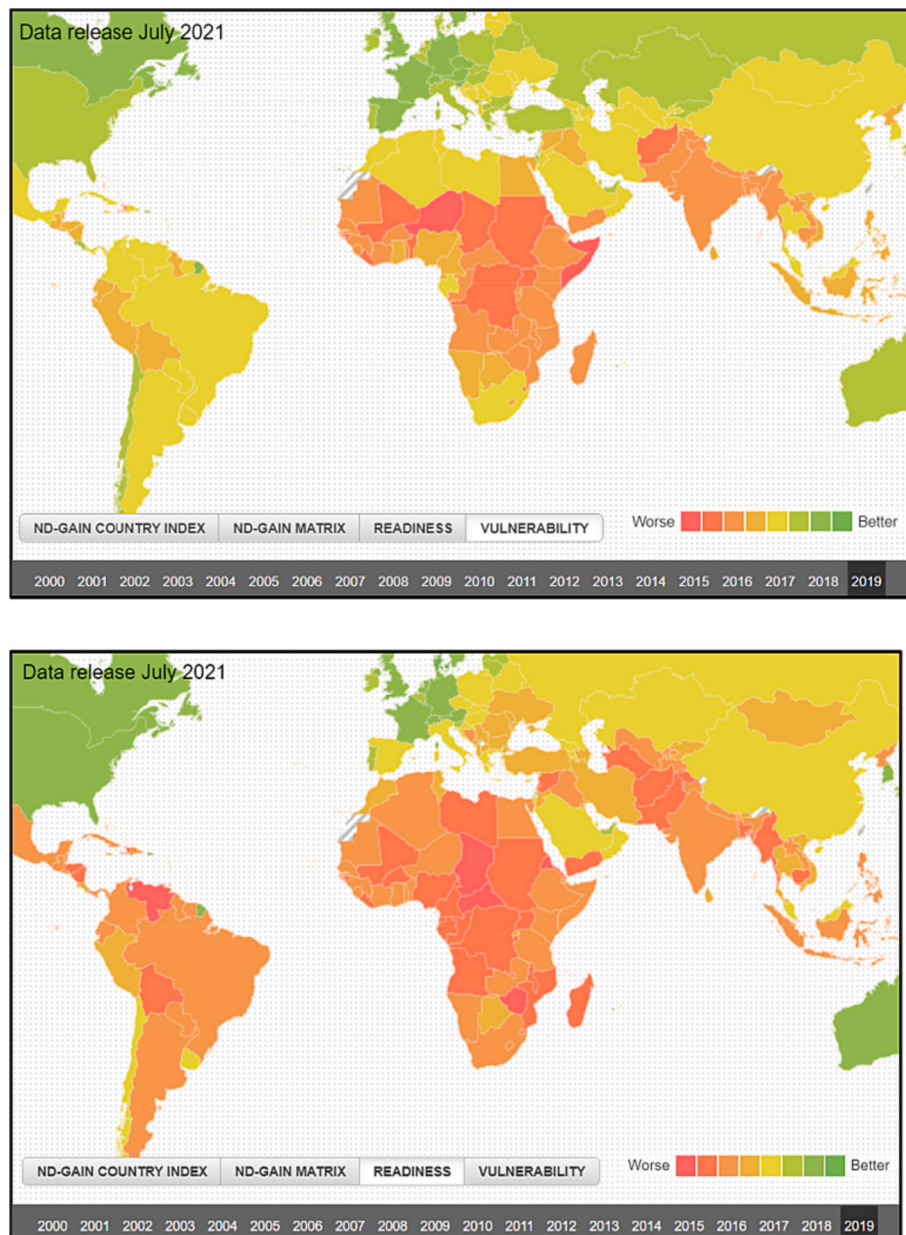 Data release July 2021
ND-GAIN COUNTRY INDEX ND-GAIN MATRIX READINESS VULNERABILITY Worse Better
2000 2001 2002 2003 2004 2005 2006 2007 2008 2009 2010 2011 2012 2013 2014 2015 2016 2017 2018 2019
Data release July 2021
ND-GAIN COUNTRY INDEX ND-GAIN MATRIX READINESS VULNERABILITY Worse Better
2000 2001 2002 2003 2004 2005 2006 2007 2008 2009 2010 2011 2012 2013 2014 2015 2016 2017 2018 2019